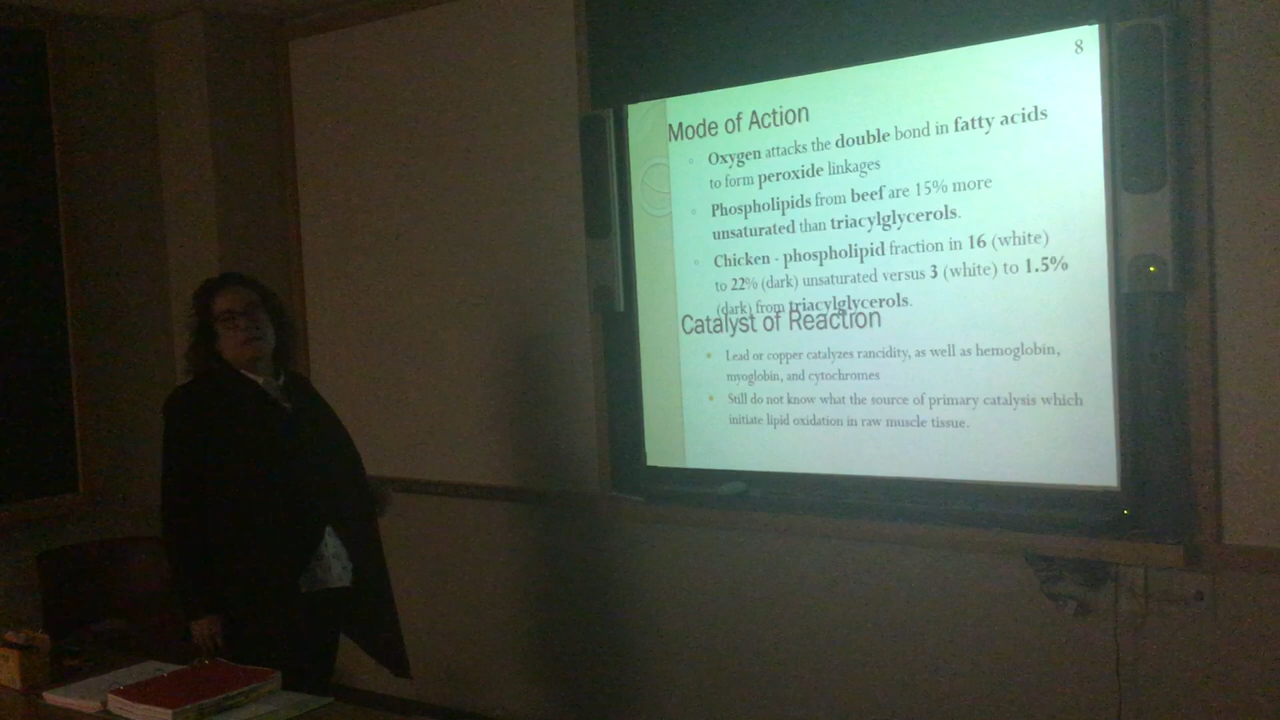 8
Mode of Action
Oxygen attacks the double bond in fatty acids
to form peroxide linkages
Phospholipids from beef are 15% more
unsaturated than triacylglycerols.
Chicken - phospholipid fraction in 16 (white)
to 22% (dark) unsaturated versus 3 (white) to 1.5%
(dark) from triacylglycerols.
Catalyst of Reaction
Lead or copper catalyzes rancidity, as well as hemoglobin,
myoglobin, and cytochromes
Still do not know what the source of primary catalysis which
initiate lipid oxidation in raw muscle tissue.